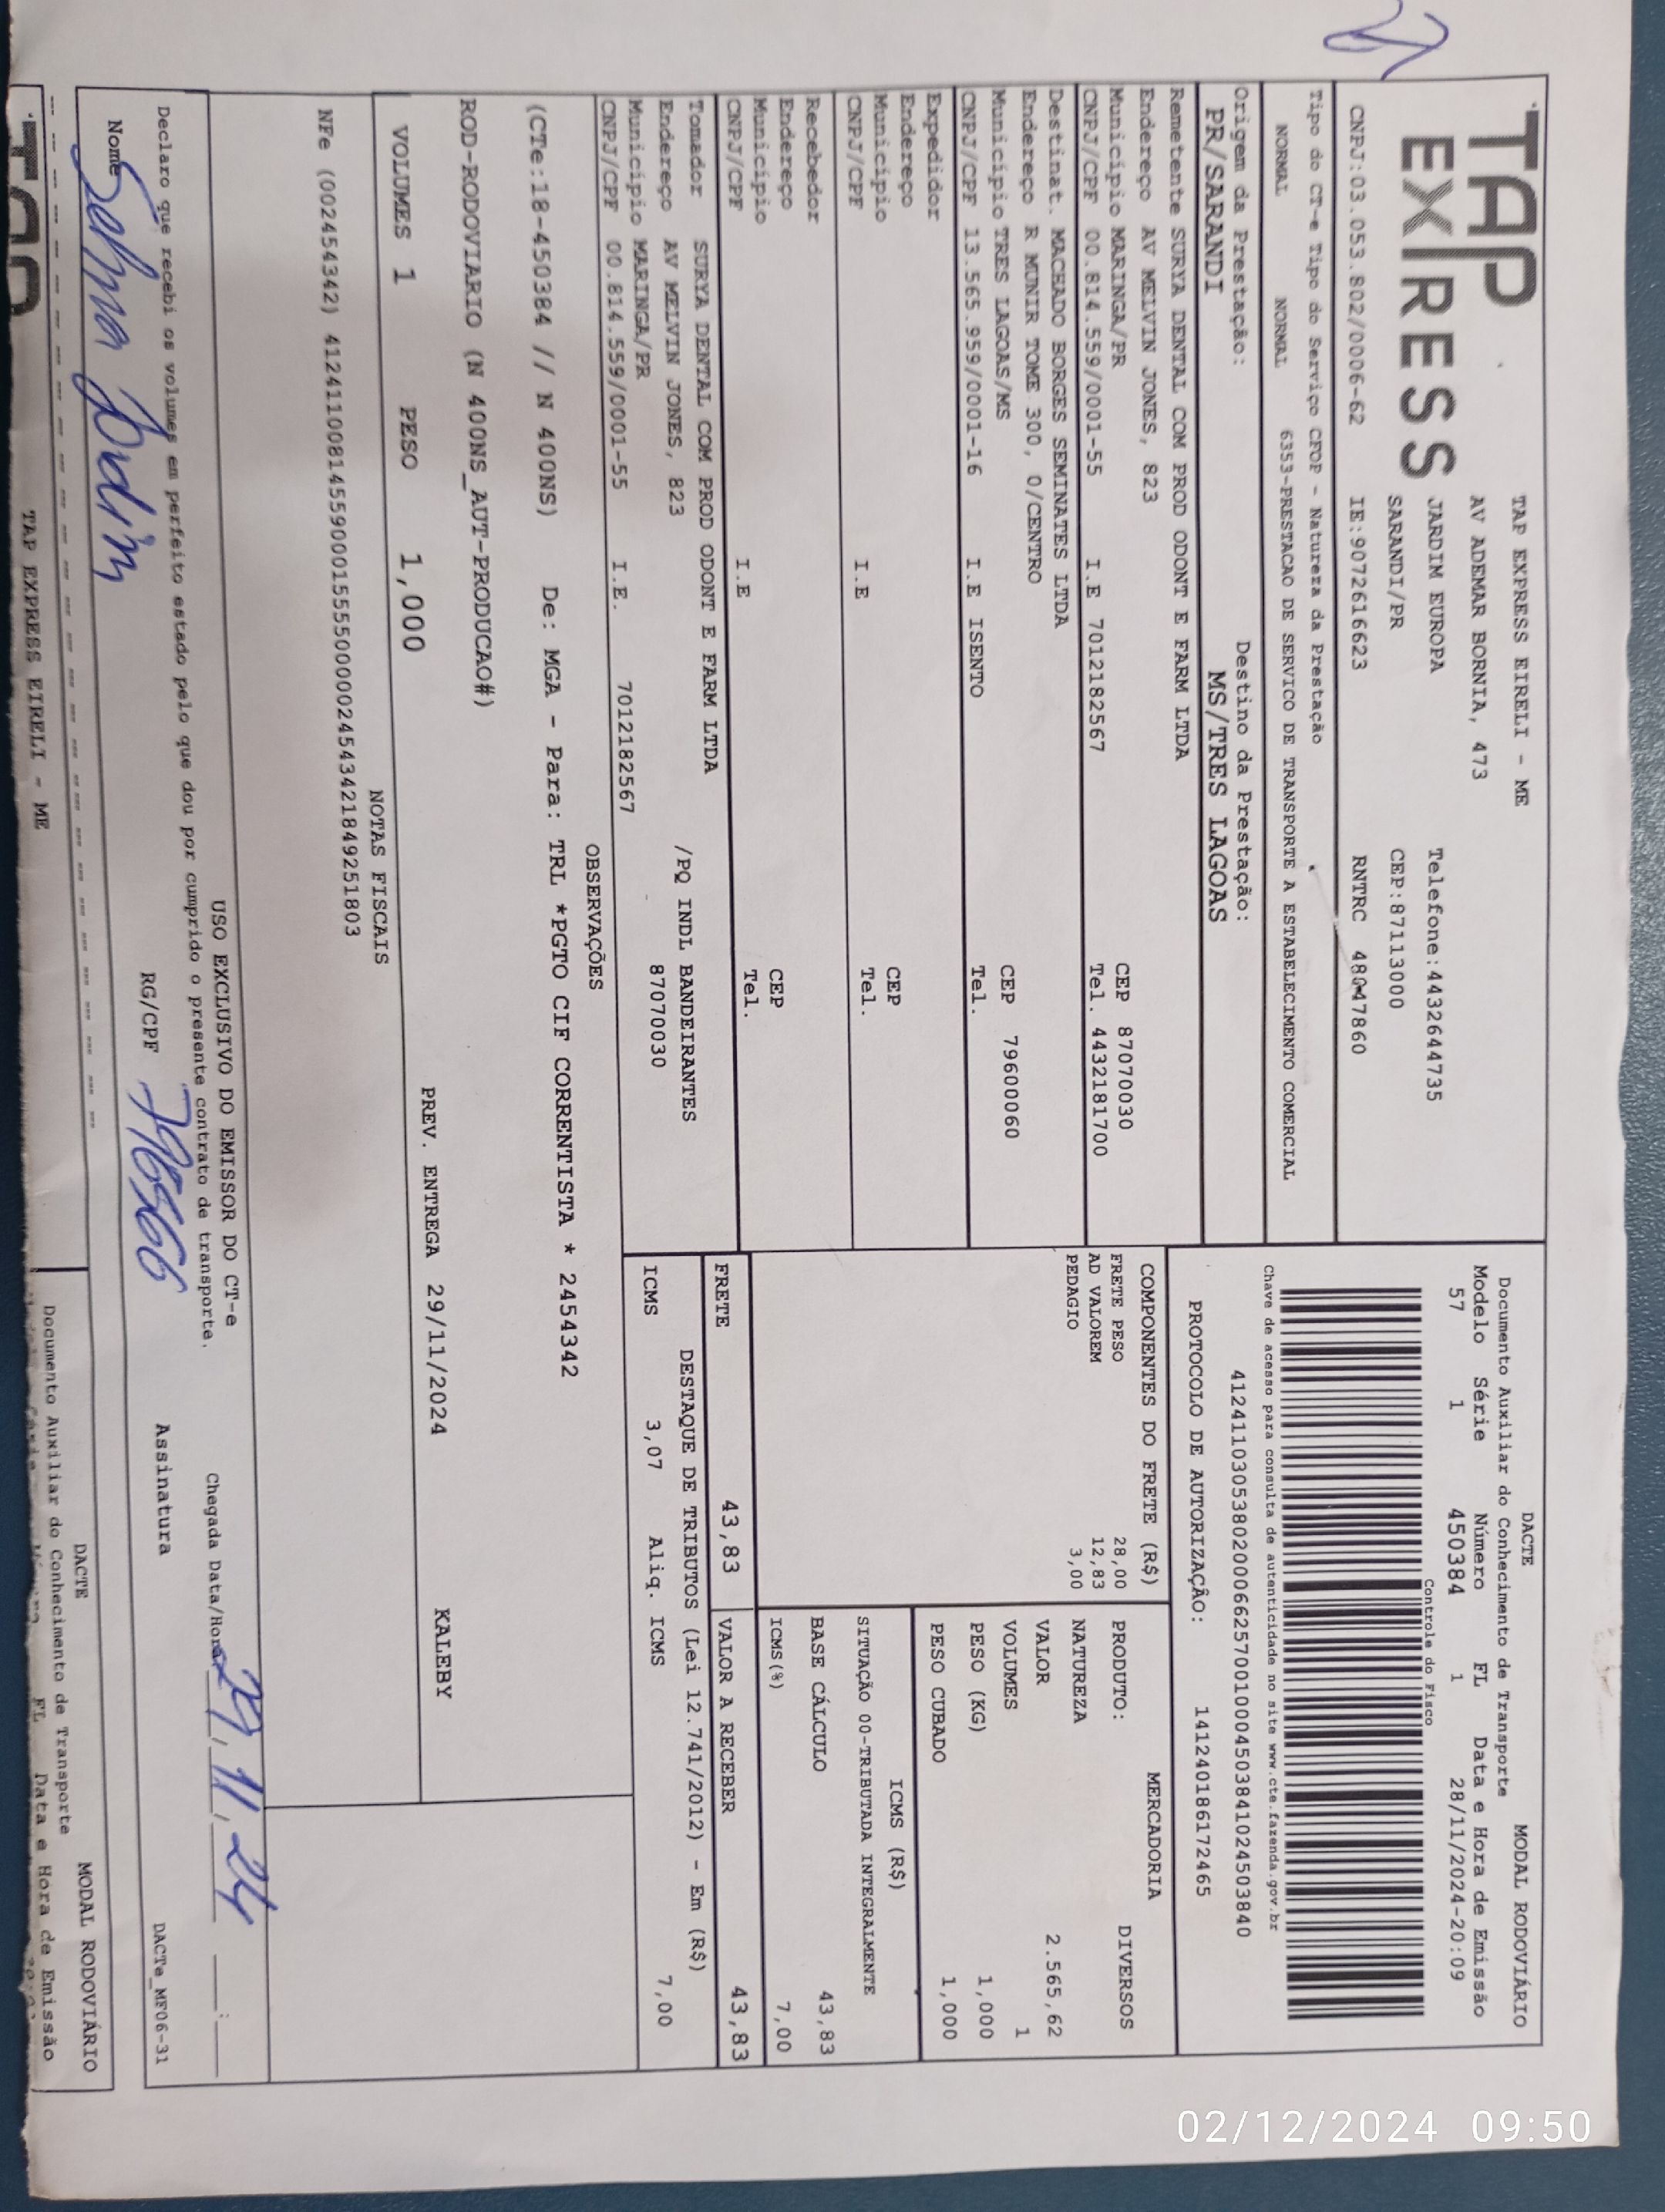 TAP
EXPRESS
TAP EXPRESS EIRELI - ME
AV ADEMAR BORNIA, 473
JARDIM EUROPA Telefone:4432644735
SARANDI/PR CEP:87113000
CNPJ:03.053.802/0006-62 IE:9072616623 RNTRC 48047860
DACTE MODAL RODOVIÁRIO
Documento Auxiliar do Conhecimento de Transporte
Modelo Série Número FL Data e Hora de Emissão
57 1 450384 1 28/11/2024-20:09
Controle do Fisco
Chave de acesso para consulta de autenticidade no site www.cte.fazenda.gov.br
41241103053802000662570010004503841024503840
PROTOCOLO DE AUTORIZAÇÃO: 141240186172465
Tipo do CT-e Tipo do Serviço CFOP - Natureza da Prestação
NORMAL NORMAL 6353-PRESTACAO DE SERVICO DE TRANSPORTE A ESTABELECIMENTO COMERCIAL
Origem da Prestação: Destino da Prestação:
PR/SARANDI MS/TRES LAGOAS
Remetente SURYA DENTAL COM PROD ODONT E FARM LTDA
Endereço AV MELVIN JONES, 823
Município MARINGA/PR CEP 87070030
CNPJ/CPF 00.814.559/0001-55 I.E 7012182567 Tel. 4432181700
Destinat. MACHADO BORGES SEMINATES LTDA
Endereço R MUNIR TOME 300, 0/CENTRO
Município TRES LAGOAS/MS CEP 79600060
CNPJ/CPF 13.565.959/0001-16 I.E ISENTO Tel.
Expedidor
Endereço
Município CEP
CNPJ/CPF I.E Tel.
Recebedor
Endereço
Município CEP
CNPJ/CPF I.E Tel.
Tomador SURYA DENTAL COM PROD ODONT E FARM LTDA
Endereço AV MELVIN JONES, 823 /PQ INDL BANDEIRANTES
Município MARINGA/PR 87070030
CNPJ/CPF 00.814.559/0001-55 I.E. 7012182567
COMPONENTES DO FRETE (R$)
FRETE PESO 28,00
AD VALOREM 12,83
PEDAGIO 3,00
MERCADORIA
PRODUTO: DIVERSOS
NATUREZA
VALOR 2.565,62
VOLUMES 1
PESO (KG) 1,000
PESO CUBADO 1,000
ICMS (R$)
SITUAÇÃO 00-TRIBUTADA INTEGRALMENTE
BASE CÁLCULO 43,83
ICMS(%) 7,00
FRETE 43,83 VALOR A RECEBER 43,83
DESTAQUE DE TRIBUTOS (Lei 12.741/2012) - Em (R$)
ICMS 3,07 Aliq. ICMS 7,00
OBSERVAÇÕES
(CTe:18-450384 // N 400NS) De: MGA - Para: TRL *PGTO CIF CORRENTISTA * 2454342
ROD-RODOVIARIO (N 400NS_AUT-PRODUCAO#)
VOLUMES 1 PESO 1,000 PREV. ENTREGA 29/11/2024 KALEBY
NOTAS FISCAIS
NFe (002454342) 41241100814559000155550000024543421849251803
USO EXCLUSIVO DO EMISSOR DO CT-e
Declaro que recebi os volumes em perfeito estado pelo que dou por cumprido o presente contrato de transporte.
Chegada Data/Hora 29/11/24 :
Nome Selma RG/CPF Assinatura DACTe_MF06-31
TAP
TAP EXPRESS EIRELI - ME
DACTE MODAL RODOVIÁRIO
Documento Auxiliar do Conhecimento de Transporte
FL Data e Hora de Emissão
02/12/2024 09:50